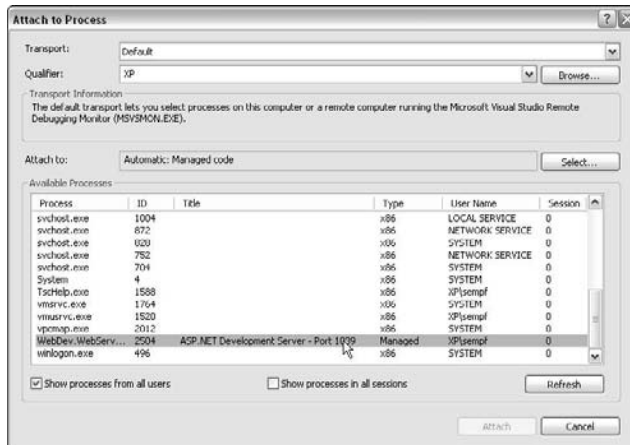 Attach to Process
Transport: Default
Qualifier: XP Browse...
Transport Information
The default transport lets you select processes on this computer or a remote computer running the Microsoft Visual Studio Remote
Debugging Monitor (MSVSMON.EXE).
Attach to: Automatic: Managed code Select...
Available Processes
Process ID Title Type User Name Session
svchost.exe 1004 x86 LOCAL SERVICE 0
svchost.exe 872 x86 NETWORK SERVICE 0
svchost.exe 828 x86 SYSTEM 0
svchost.exe 752 x86 NETWORK SERVICE 0
svchost.exe 704 x86 SYSTEM 0
System 4 x86 SYSTEM 0
TscHelp.exe 1588 x86 XP\sempf 0
vmsrvc.exe 1764 x86 SYSTEM 0
vmusrvc.exe 1520 x86 XP\sempf 0
vpcmap.exe 2012 x86 SYSTEM 0
WebDev.WebServ... 2504 ASP.NET Development Server - Port 1039 Managed XP\sempf 0
winlogon.exe 496 x86 SYSTEM 0
Show processes from all users Show processes in all sessions Refresh
Attach Cancel